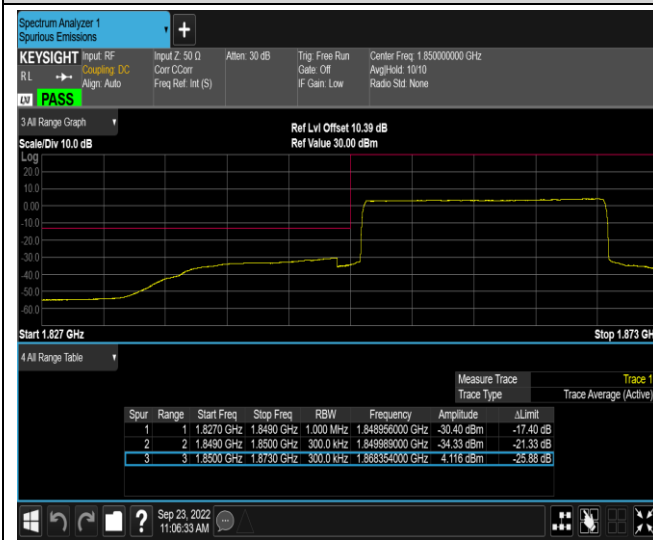 Spectrum Analyzer 1
Spurious Emissions
KEYSIGHT Input: RF Input Z: 50 Ω Atten: 30 dB Trig: Free Run Center Freq: 1.850000000 GHz
R L Coupling: DC Corr CCorr Gate: Off Avg|Hold: 10/10
Align: Auto Freq Ref: Int (S) IF Gain: Low Radio Std: None
LXI PASS
3 All Range Graph
Ref Lvl Offset 10.39 dB
Scale/Div 10.0 dB Ref Value 30.00 dBm
Log
20.0
10.0
0.00
-10.0
-20.0
-30.0
-40.0
-50.0
-60.0
Start 1.827 GHz Stop 1.873 GH
4 All Range Table
Measure Trace Trace 1
Trace Type Trace Average (Active)
Spur Range Start Freq Stop Freq RBW Frequency Amplitude ΔLimit
1 1 1.8270 GHz 1.8490 GHz 1.000 MHz 1.848956000 GHz -30.40 dBm -17.40 dB
2 2 1.8490 GHz 1.8500 GHz 300.0 kHz 1.849989000 GHz -34.33 dBm -21.33 dB
3 3 1.8500 GHz 1.8730 GHz 300.0 kHz 1.868354000 GHz 4.116 dBm -25.88 dB
Sep 23, 2022
11:06:33 AM